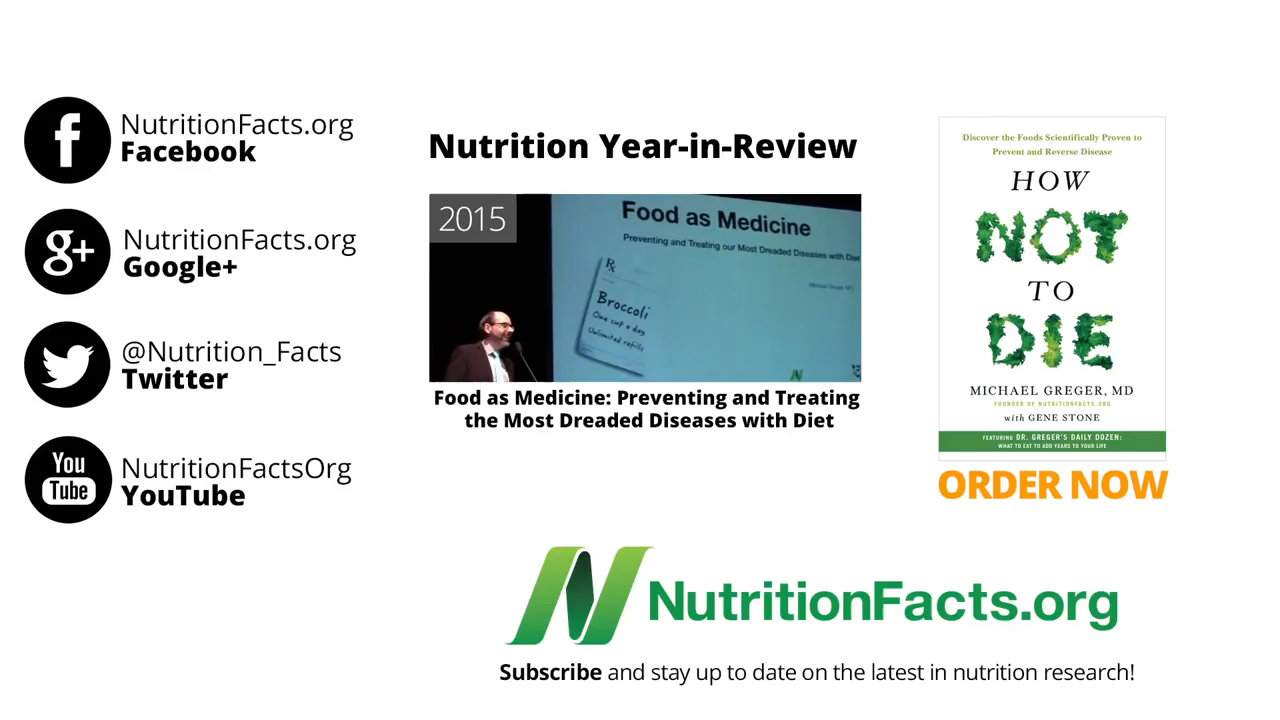 NutritionFacts.org
Facebook
g+
NutritionFacts.org
Google+
@Nutrition_Facts
Twitter
You
Tube
NutritionFactsOrg
YouTube
Nutrition Year-in-Review
2015
Food as Medicine
Preventing and Treating our Most Dreaded Diseases with Diet
Michael Greger, MD
Rx
Broccoli
One cup a day
Unlimited refills
Food as Medicine: Preventing and Treating
the Most Dreaded Diseases with Diet
Discover the Foods Scientifically Proven to
Prevent and Reverse Disease
HOW
NOT
TO
DIE
MICHAEL GREGER, MD
FOUNDER OF NUTRITIONFACTS.ORG
with GENE STONE
FEATURING DR. GREGER'S DAILY DOZEN:
WHAT TO EAT TO ADD YEARS TO YOUR LIFE
ORDER NOW
NutritionFacts.org
Subscribe and stay up to date on the latest in nutrition research!